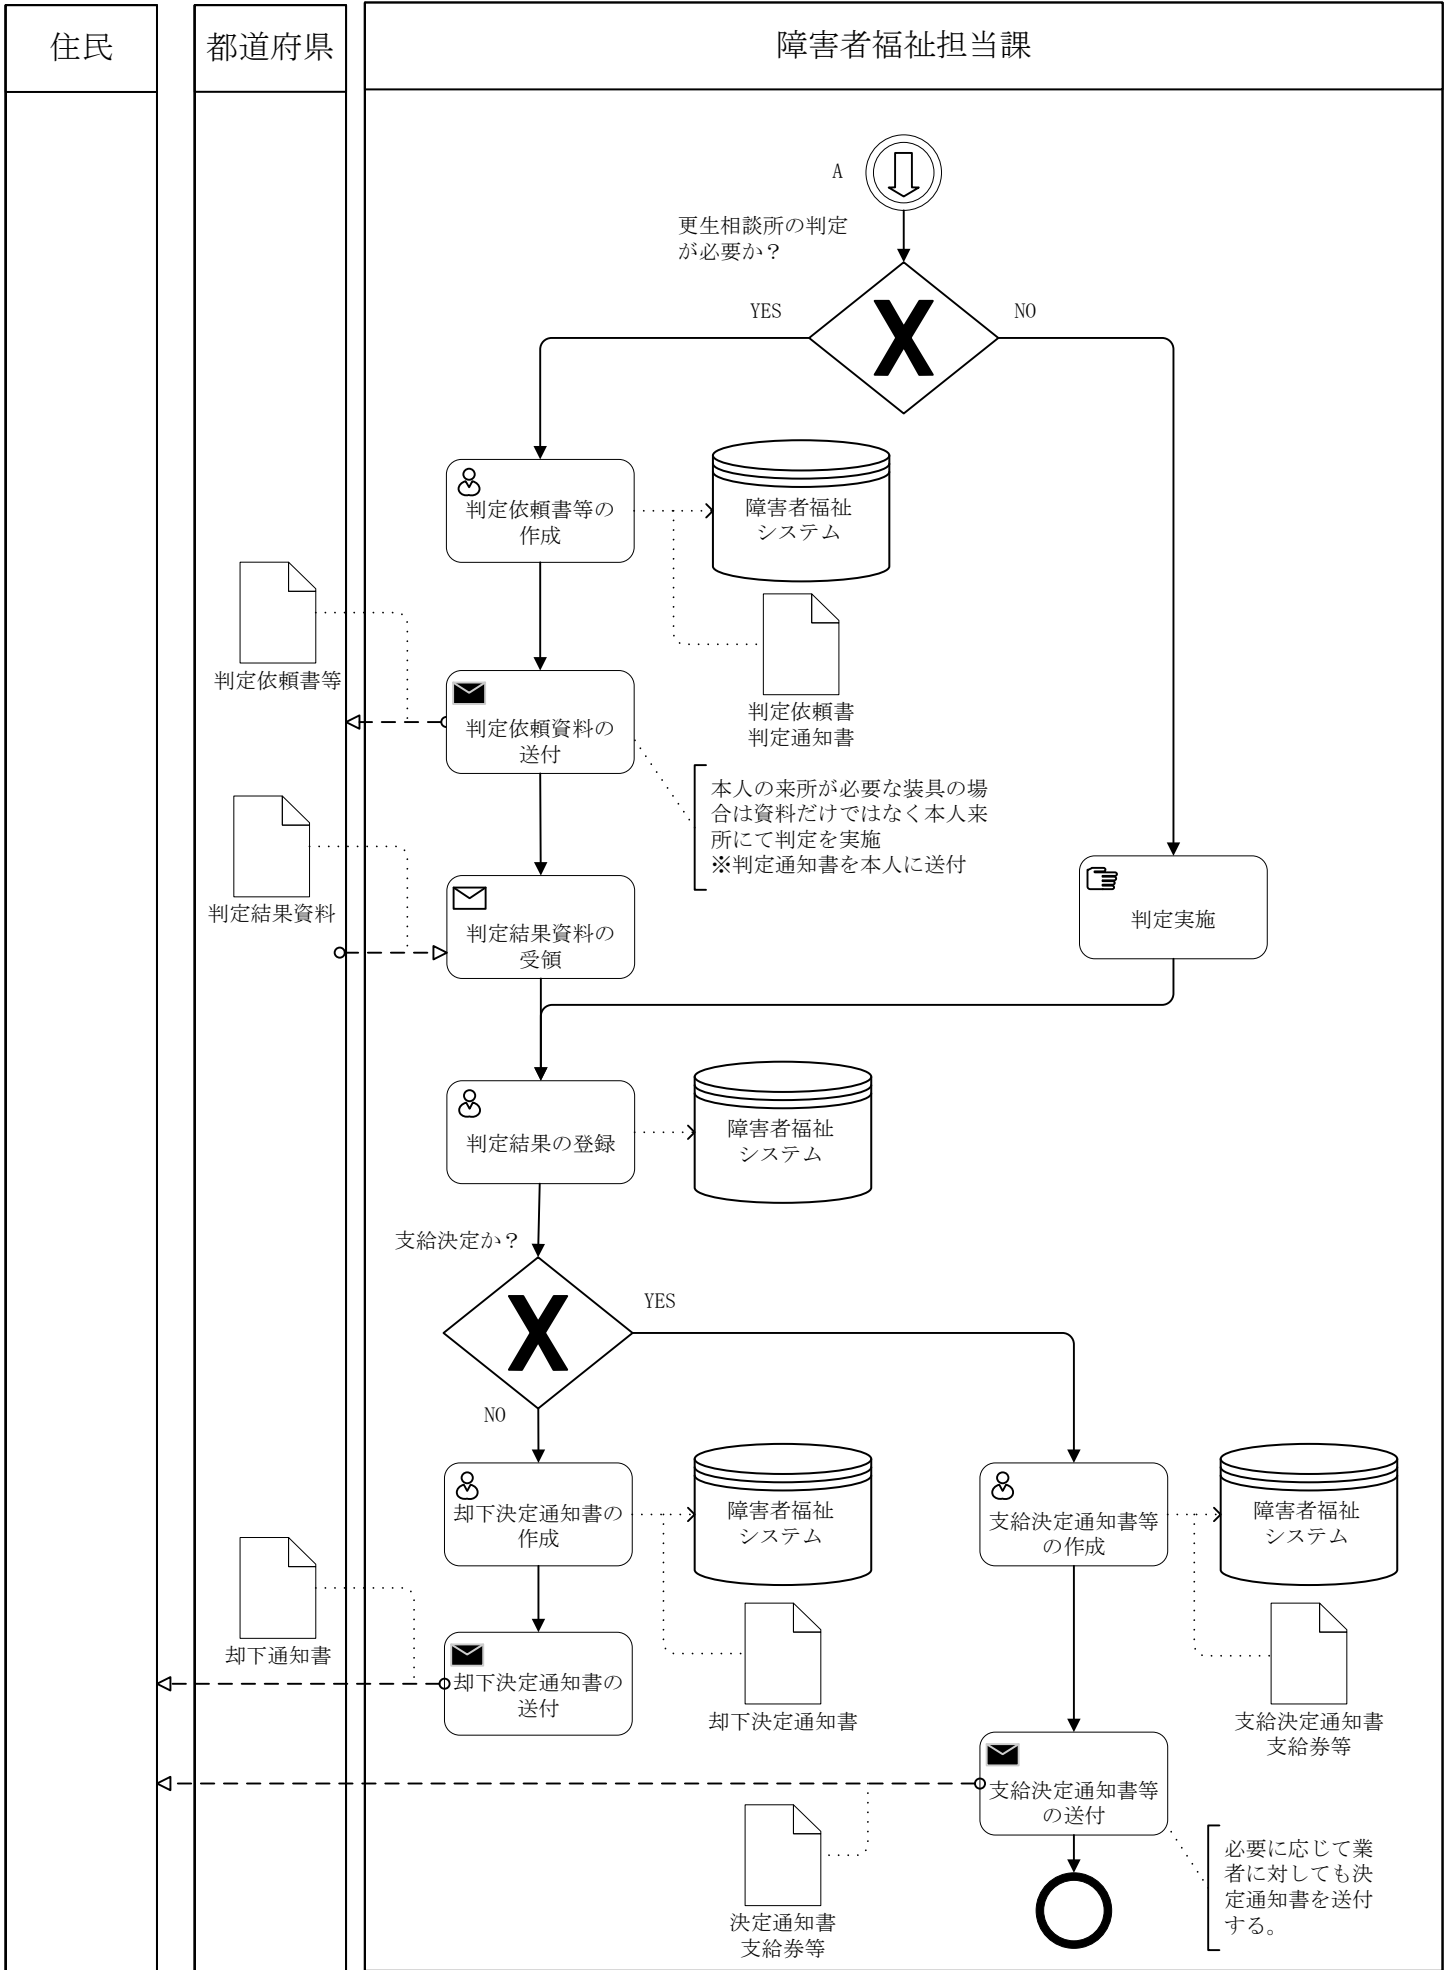 住民
都道府県
障害者福祉担当課
A
更生相談所の判定
が必要か？
YES
NO
判定依頼書等の
作成
障害者福祉
システム
判定依頼書等
判定依頼書
判定通知書
判定依頼資料の
送付
本人の来所が必要な装具の場
合は資料だけではなく本人来
所にて判定を実施
※判定通知書を本人に送付
判定結果資料
判定結果資料の
受領
判定実施
判定結果の登録
障害者福祉
システム
支給決定か？
YES
NO
却下決定通知書の
作成
障害者福祉
システム
支給決定通知書等
の作成
障害者福祉
システム
却下通知書
却下決定通知書の
送付
却下決定通知書
支給決定通知書
支給券等
支給決定通知書等
の送付
決定通知書
支給券等
必要に応じて業
者に対しても決
定通知書を送付
する。